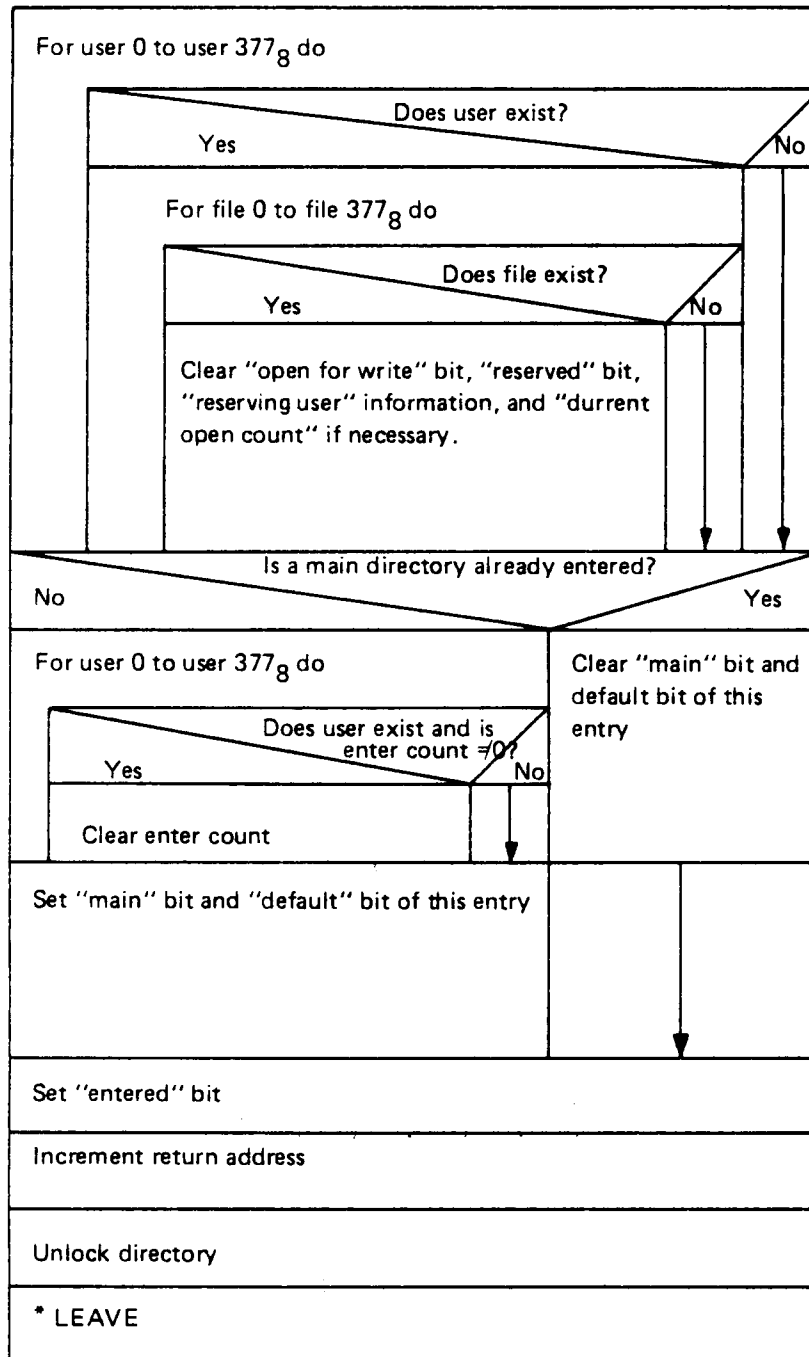 For user 0 to user 377₈ do
Does user exist?
Yes
No
For file 0 to file 377₈ do
Does file exist?
Yes
No
Clear "open for write" bit, "reserved" bit,
"reserving user" information, and "durrent
open count" if necessary.
Is a main directory already entered?
No
Yes
For user 0 to user 377₈ do
Does user exist and is
enter count ≠0?
Yes
No
Clear enter count
Clear "main" bit and
default bit of this
entry
Set "main" bit and "default" bit of this entry
Set "entered" bit
Increment return address
Unlock directory
* LEAVE